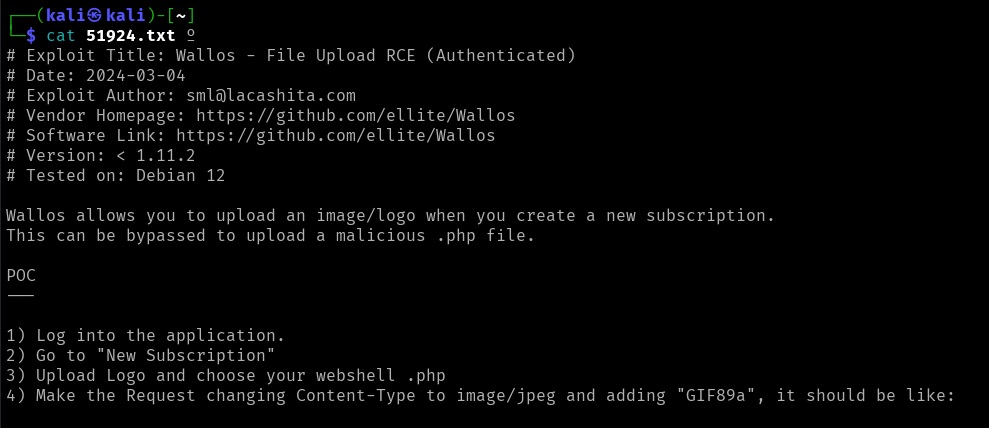 ┌──(kali㉿kali)-[~]
└─$ cat 51924.txt º
# Exploit Title: Wallos - File Upload RCE (Authenticated)
# Date: 2024-03-04
# Exploit Author: sml@lacashita.com
# Vendor Homepage: https://github.com/ellite/Wallos
# Software Link: https://github.com/ellite/Wallos
# Version: < 1.11.2
# Tested on: Debian 12
Wallos allows you to upload an image/logo when you create a new subscription.
This can be bypassed to upload a malicious .php file.
POC
---
1) Log into the application.
2) Go to "New Subscription"
3) Upload Logo and choose your webshell .php
4) Make the Request changing Content-Type to image/jpeg and adding "GIF89a", it should be like: